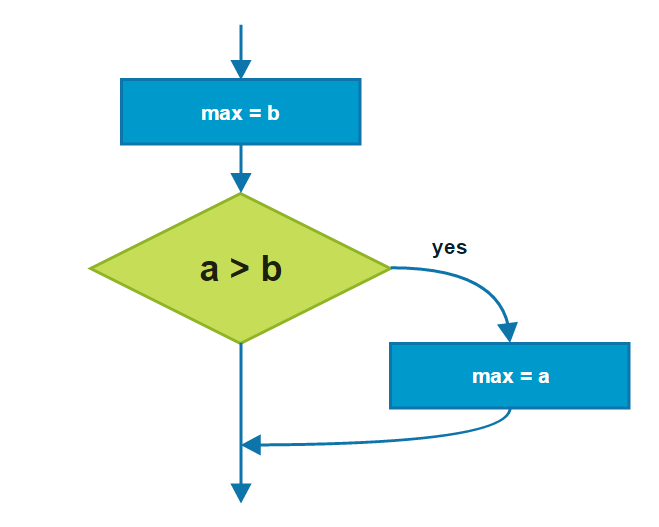 max = b
a > b
yes
max = a